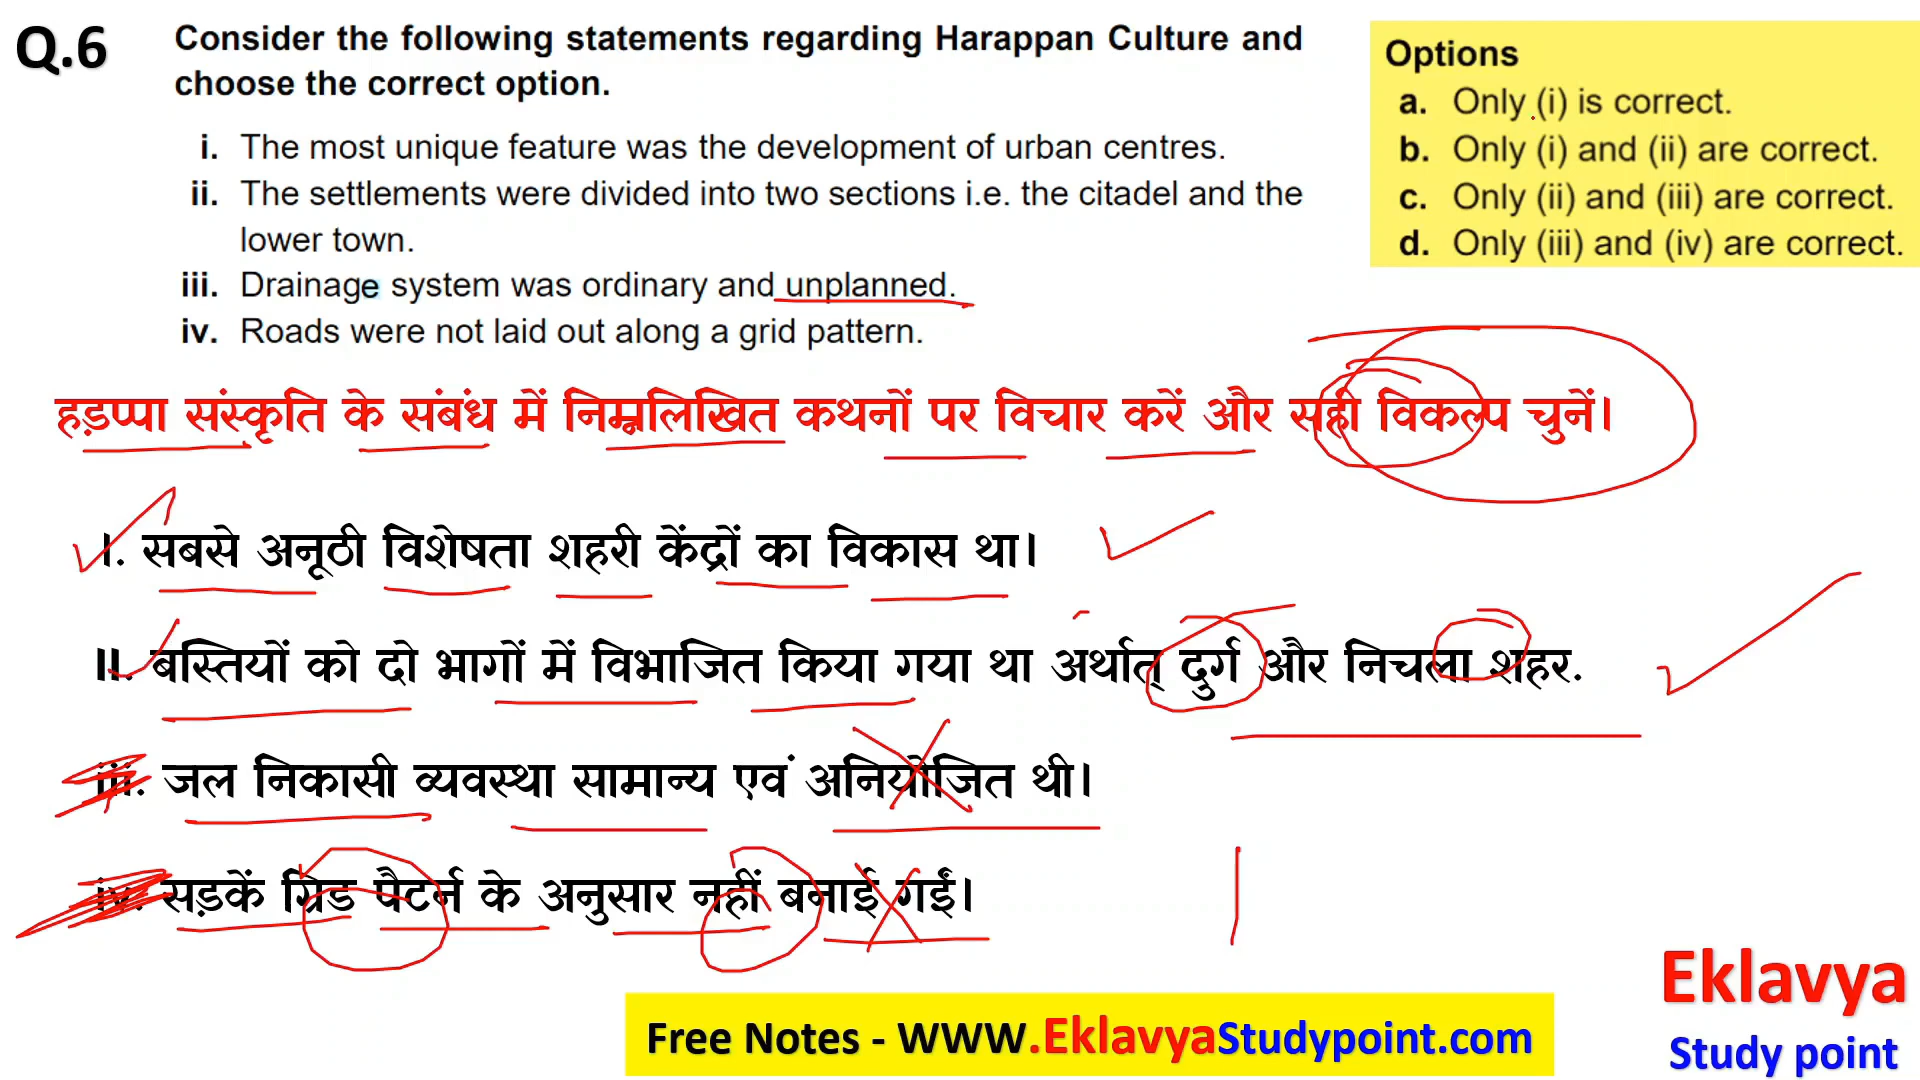 Q.6
Consider the following statements regarding Harappan Culture and
choose the correct option.
i. The most unique feature was the development of urban centres.
ii. The settlements were divided into two sections i.e. the citadel and the
lower town.
iii. Drainage system was ordinary and unplanned.
iv. Roads were not laid out along a grid pattern.
Options
a. Only (i) is correct.
b. Only (i) and (ii) are correct.
c. Only (ii) and (iii) are correct.
d. Only (iii) and (iv) are correct.
हड़प्पा संस्कृति के संबंध में निम्नलिखित कथनों पर विचार करें और सही विकल्प चुनें।
I. सबसे अनूठी विशेषता शहरी केंद्रों का विकास था।
II. बस्तियों को दो भागों में विभाजित किया गया था अर्थात् दुर्ग और निचला शहर.
iii. जल निकासी व्यवस्था सामान्य एवं अनियोजित थी।
iv. सड़कें ग्रिड पैटर्न के अनुसार नहीं बनाई गईं।
Free Notes - WWW.EklavyaStudypoint.com
Eklavya
Study point